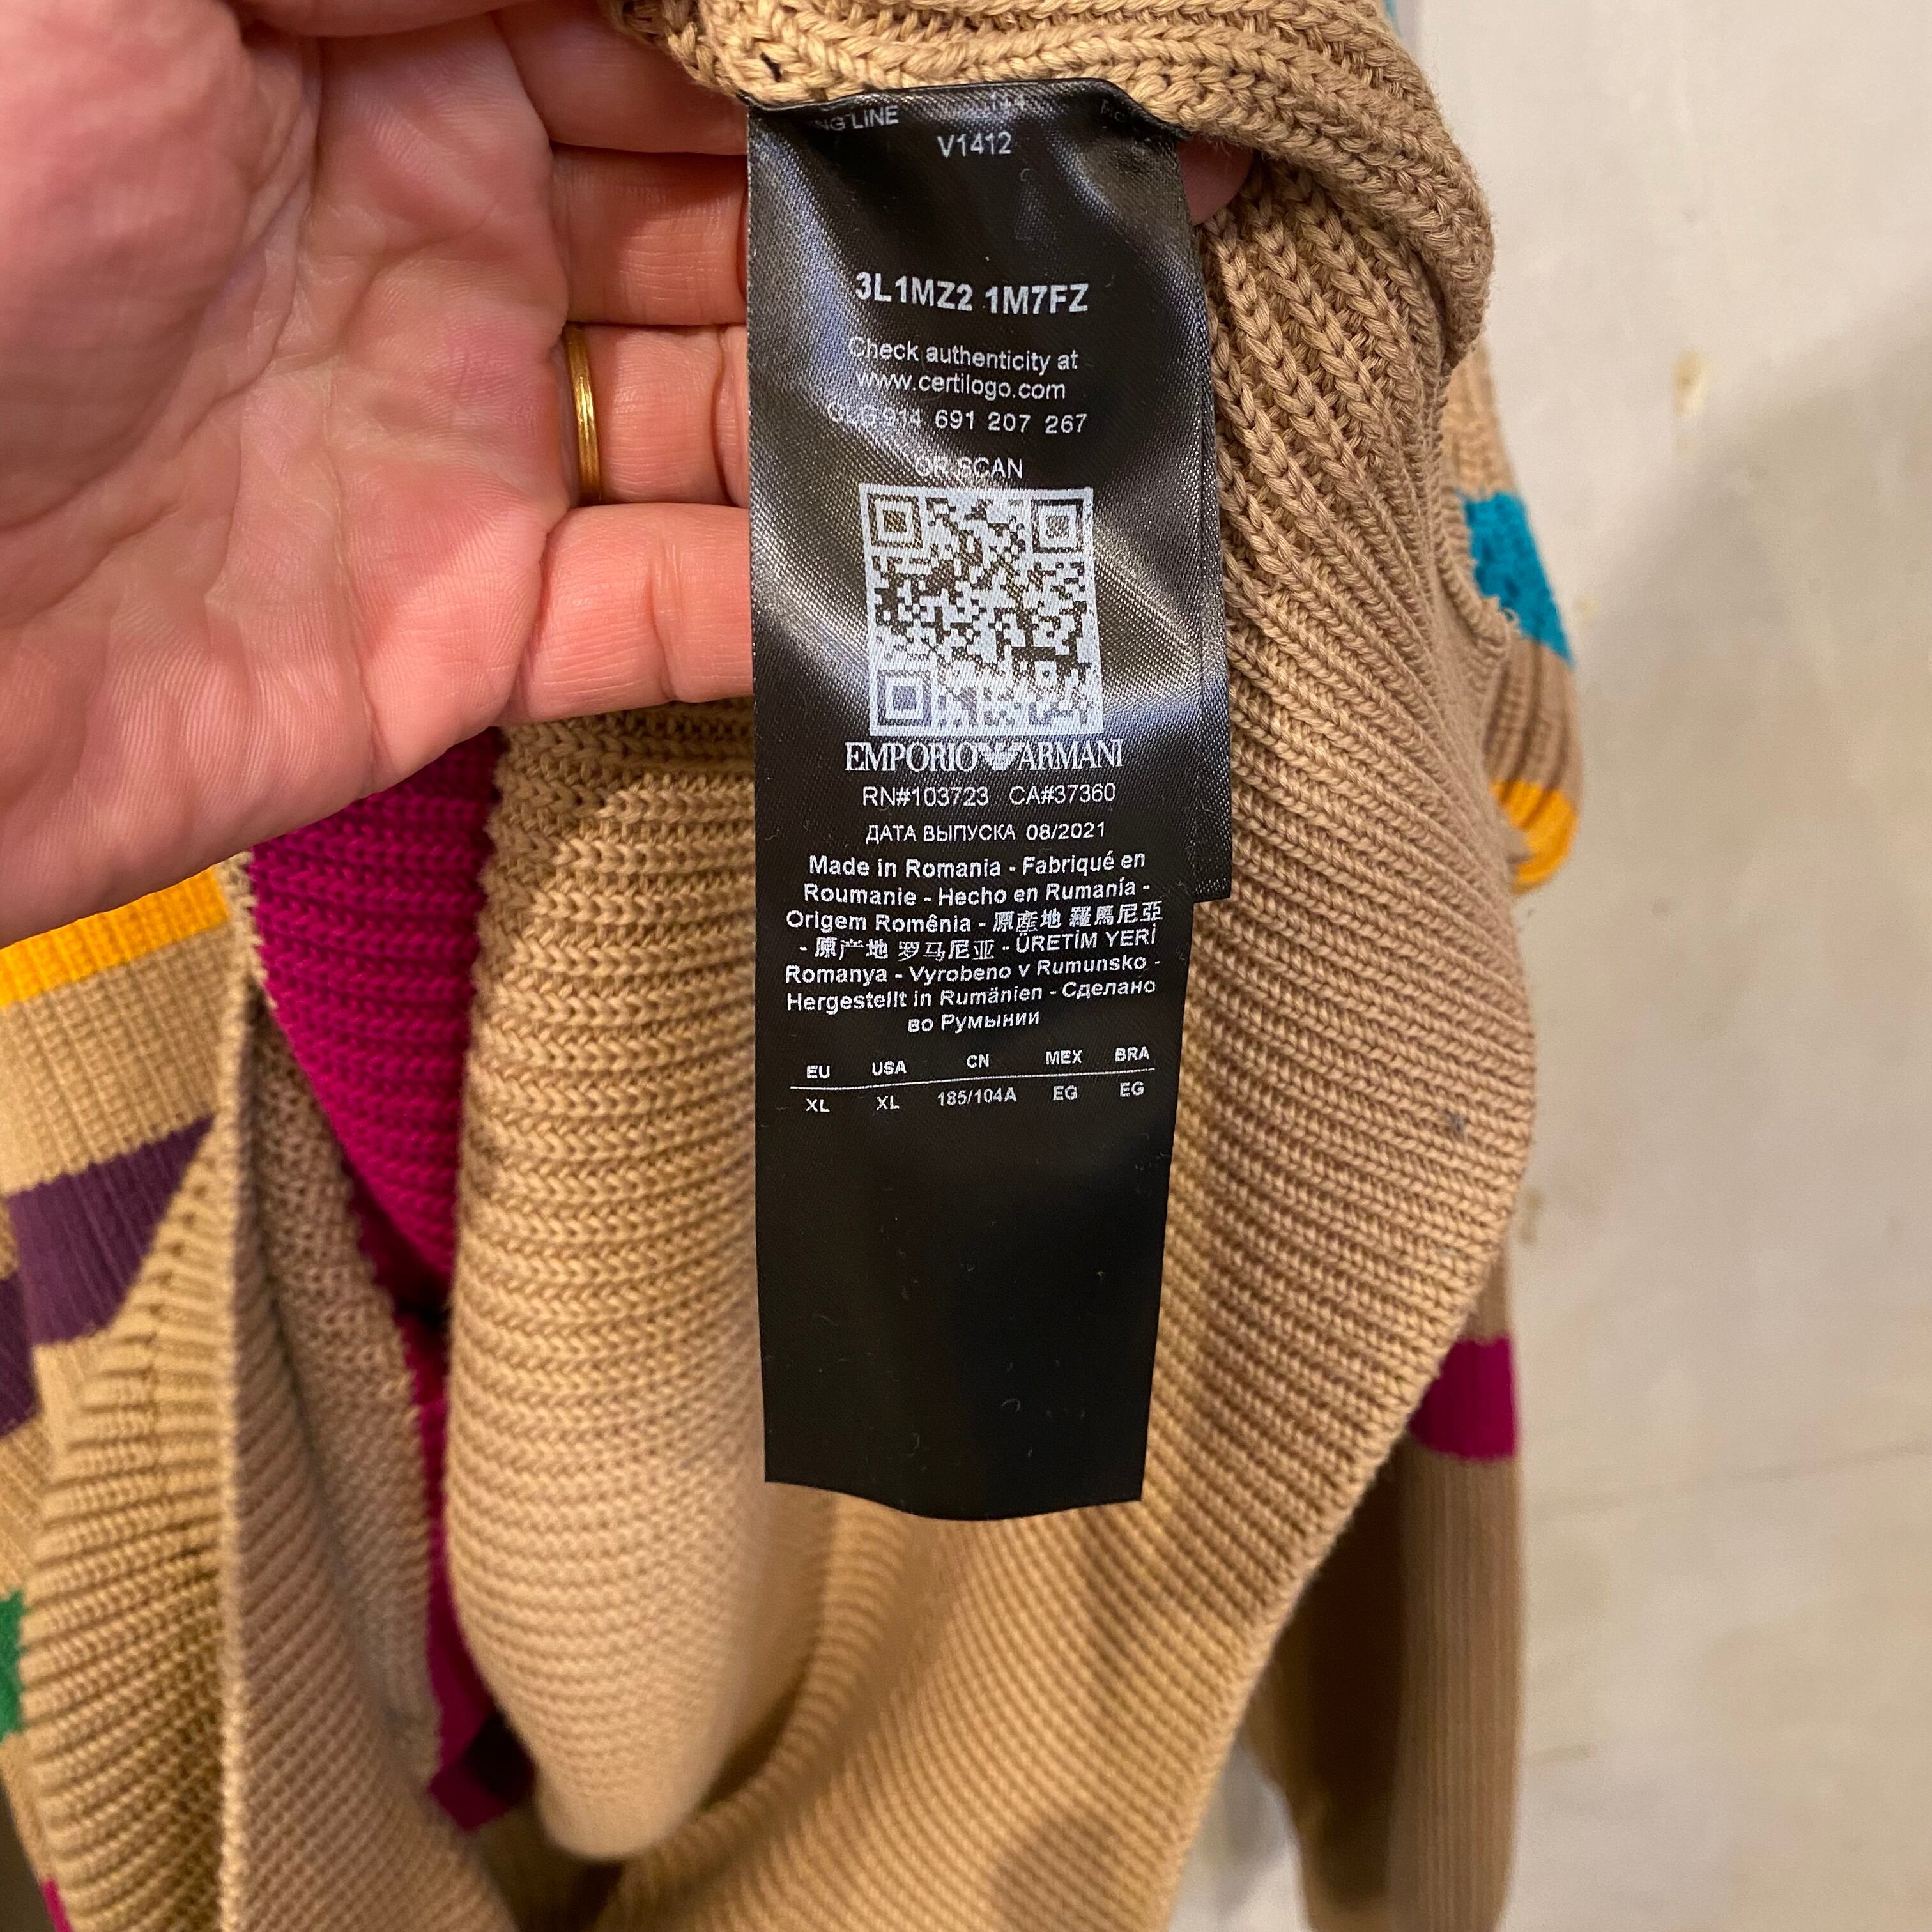 LINE
V1412
3L1MZ2 1M7FZ
Check authenticity at
www.certilogo.com
CLG 914 691 207 267
OR SCAN
EMPORIO ARMANI
RN#103723 CA#37360
ДАТА ВЫПУСКА 08/2021
Made in Romania - Fabriqué en
Roumanie - Hecho en Rumanía -
Origem Romênia - 原產地 羅馬尼亞
- 原产地 罗马尼亚 - ÜRETİM YERİ
Romanya - Vyrobeno v Rumunsko -
Hergestellt in Rumänien - Сделано
во Румынии
EU USA CN MEX BRA
XL XL 185/104A EG EG